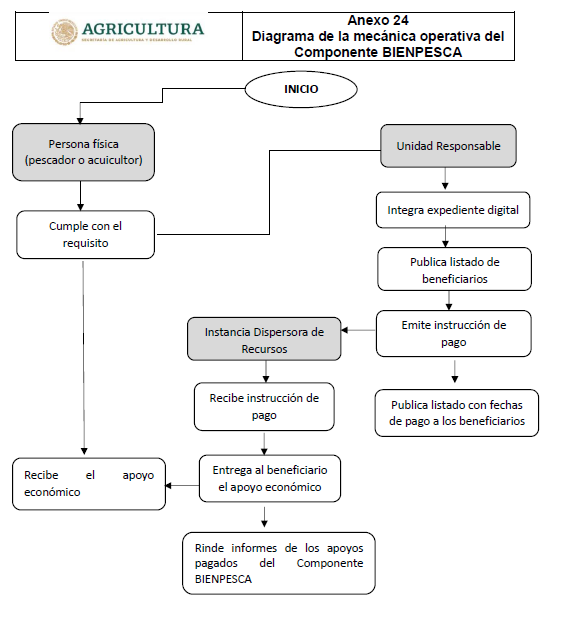 AGRICULTURA
SECRETARÍA DE AGRICULTURA Y DESARROLLO RURAL
Anexo 24
Diagrama de la mecánica operativa del
Componente BIENPESCA
INICIO
Persona física
(pescador o acuicultor)
Unidad Responsable
Cumple con el
requisito
Integra expediente digital
Publica listado de
beneficiarios
Emite instrucción de
pago
Instancia Dispersora de
Recursos
Publica listado con fechas
de pago a los beneficiarios
Recibe instrucción de
pago
Entrega al beneficiario
el apoyo económico
Recibe el apoyo
económico
Rinde informes de los apoyos
pagados del Componente
BIENPESCA